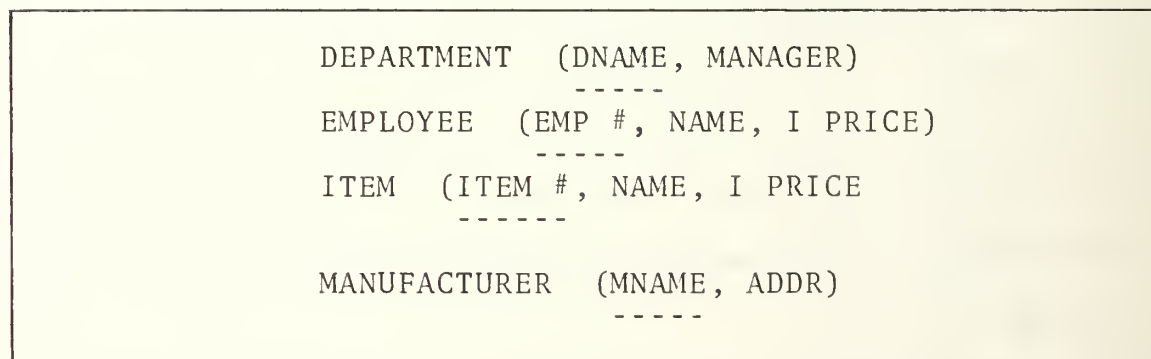 DEPARTMENT (DNAME, MANAGER)
-----
EMPLOYEE (EMP #, NAME, I PRICE)
-----
ITEM (ITEM #, NAME, I PRICE
------
MANUFACTURER (MNAME, ADDR)
-----